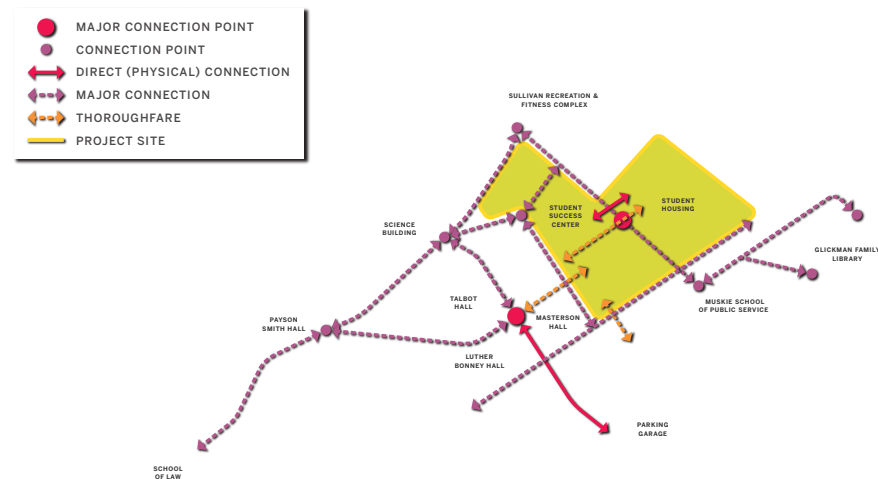 MAJOR CONNECTION POINT
CONNECTION POINT
DIRECT (PHYSICAL) CONNECTION
MAJOR CONNECTION
THOROUGHFARE
PROJECT SITE
SULLIVAN RECREATION &
FITNESS COMPLEX
STUDENT
HOUSING
STUDENT
SUCCESS
CENTER
SCIENCE
BUILDING
GLICKMAN FAMILY
LIBRARY
TALBOT
HALL
MUSKIE SCHOOL
OF PUBLIC SERVICE
PAYSON
SMITH HALL
MASTERSON
HALL
LUTHER
BONNEY HALL
PARKING
GARAGE
SCHOOL
OF LAW